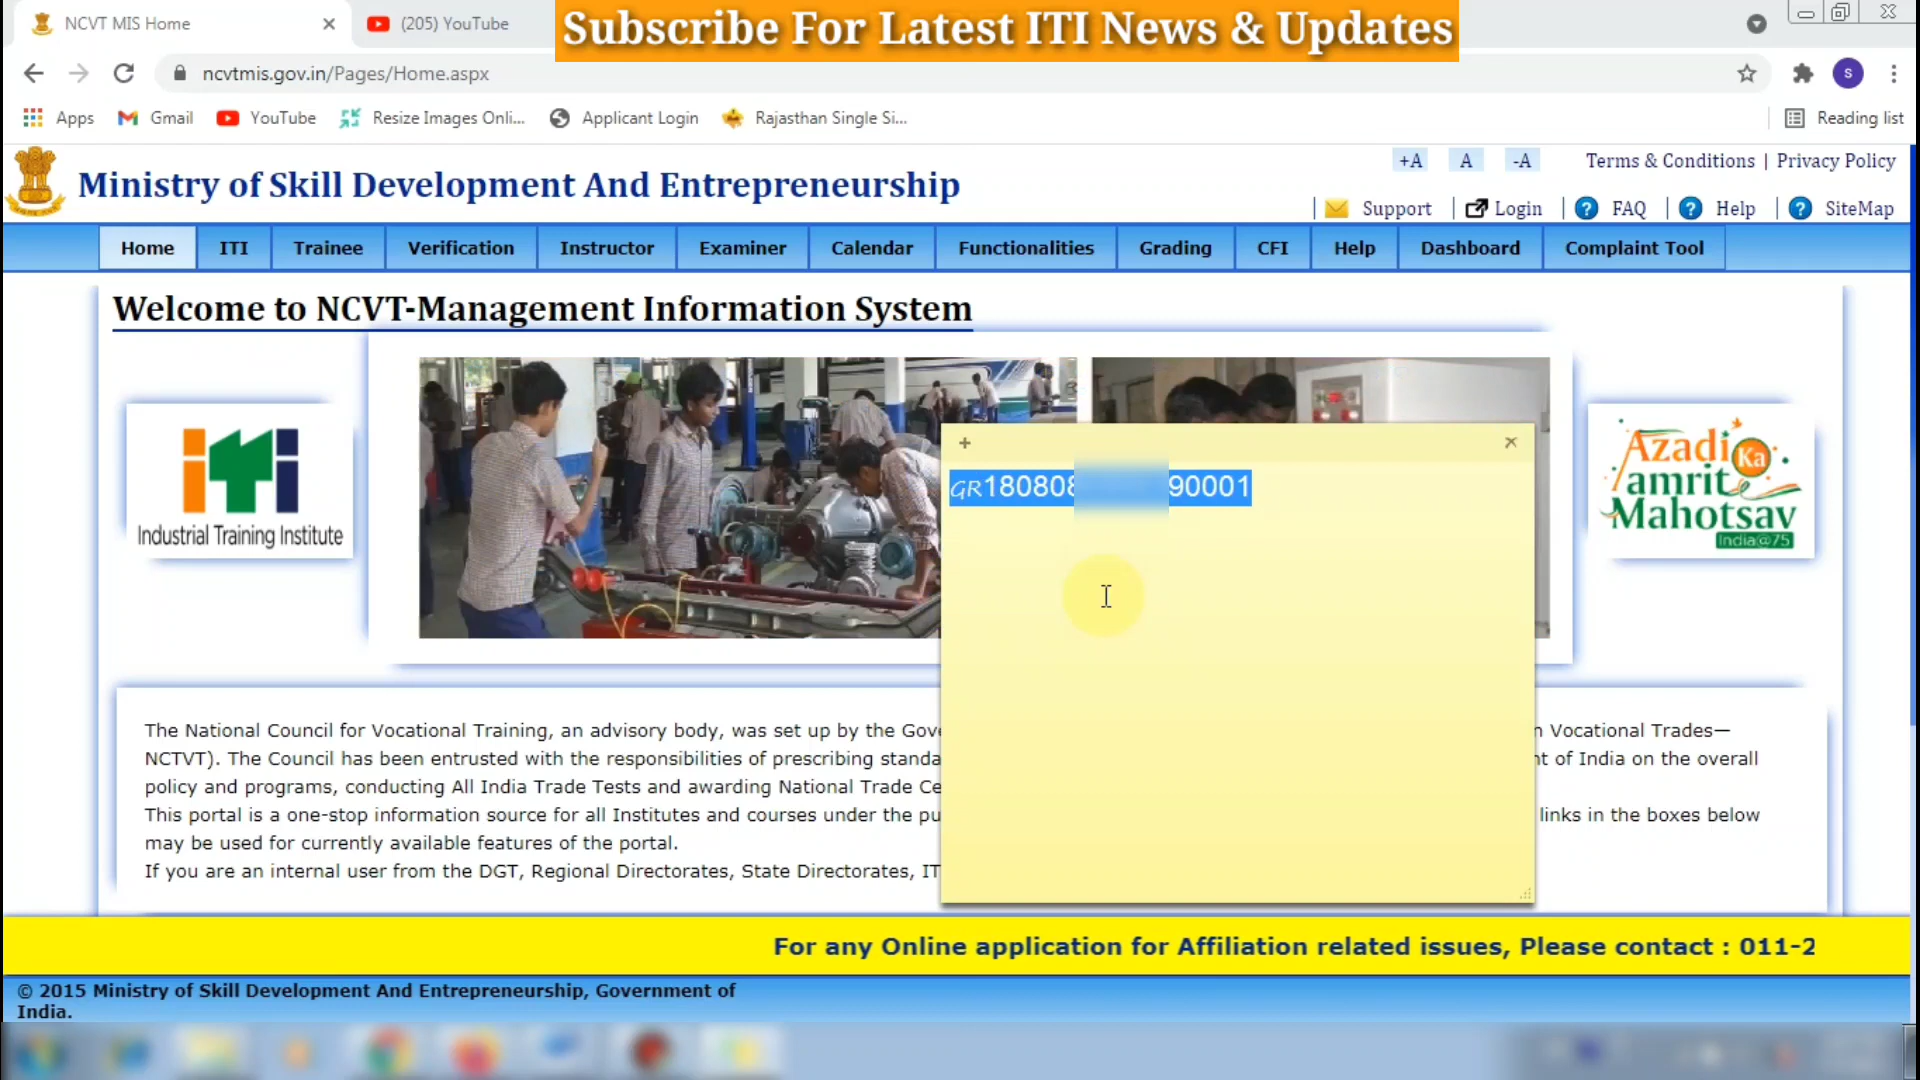 NCVT MIS Home
(205) YouTube
Subscribe For Latest ITI News & Updates
ncvtmis.gov.in/Pages/Home.aspx
S
Apps
Gmail
YouTube
Resize Images Onli...
Applicant Login
Rajasthan Single Si...
Reading list
Ministry of Skill Development And Entrepreneurship
+A A -A
Terms & Conditions | Privacy Policy
Support
Login
FAQ
Help
SiteMap
Home ITI Trainee Verification Instructor Examiner Calendar Functionalities Grading CFI Help Dashboard Complaint Tool
Welcome to NCVT-Management Information System
iTi
Industrial Training Institute
GR18080 90001
Azadi Ka
Amrit
Mahotsav
India@75
The National Council for Vocational Training, an advisory body, was set up by the Gov n Vocational Trades—
NCTVT). The Council has been entrusted with the responsibilities of prescribing standa nt of India on the overall
policy and programs, conducting All India Trade Tests and awarding National Trade Ce
This portal is a one-stop information source for all Institutes and courses under the pu links in the boxes below
may be used for currently available features of the portal.
If you are an internal user from the DGT, Regional Directorates, State Directorates, IT
For any Online application for Affiliation related issues, Please contact : 011-2
© 2015 Ministry of Skill Development And Entrepreneurship, Government of
India.